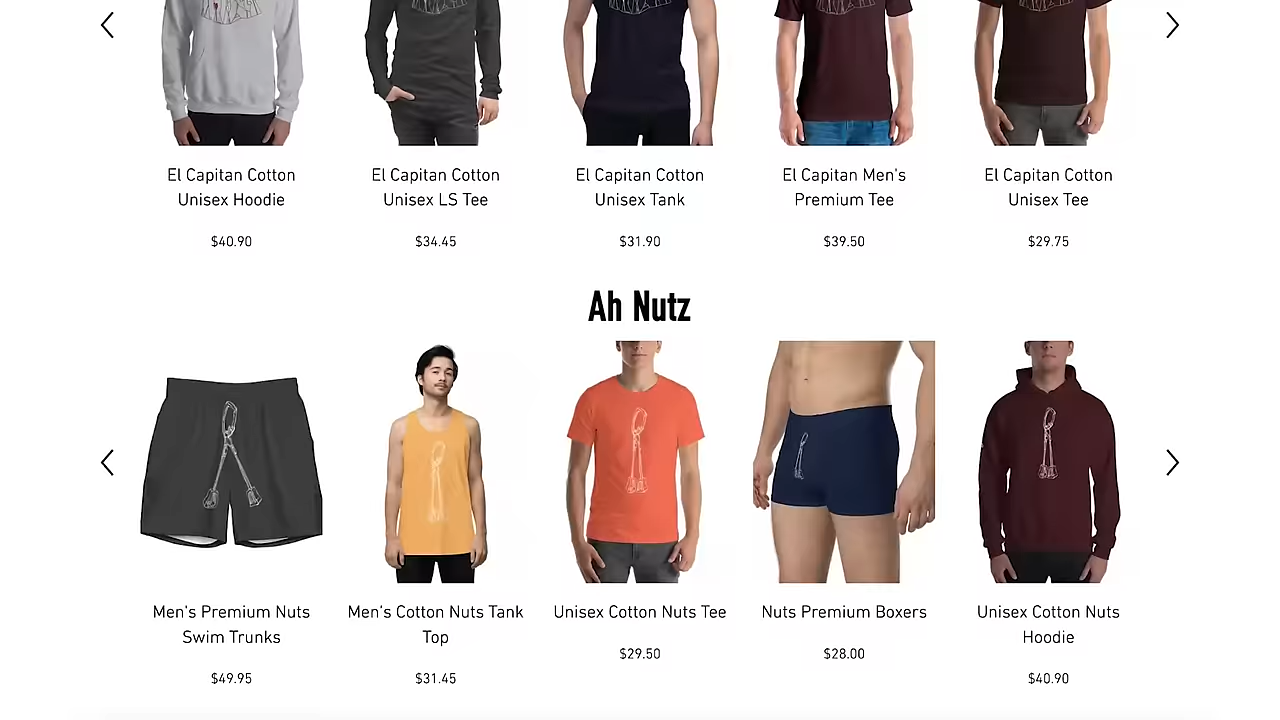 El Capitan Cotton
Unisex Hoodie
$40.90
El Capitan Cotton
Unisex LS Tee
$34.45
El Capitan Cotton
Unisex Tank
$31.90
El Capitan Men's
Premium Tee
$39.50
El Capitan Cotton
Unisex Tee
$29.75
Ah Nutz
Men's Premium Nuts
Swim Trunks
$49.95
Men's Cotton Nuts Tank
Top
$31.45
Unisex Cotton Nuts Tee
$29.50
Nuts Premium Boxers
$28.00
Unisex Cotton Nuts
Hoodie
$40.90